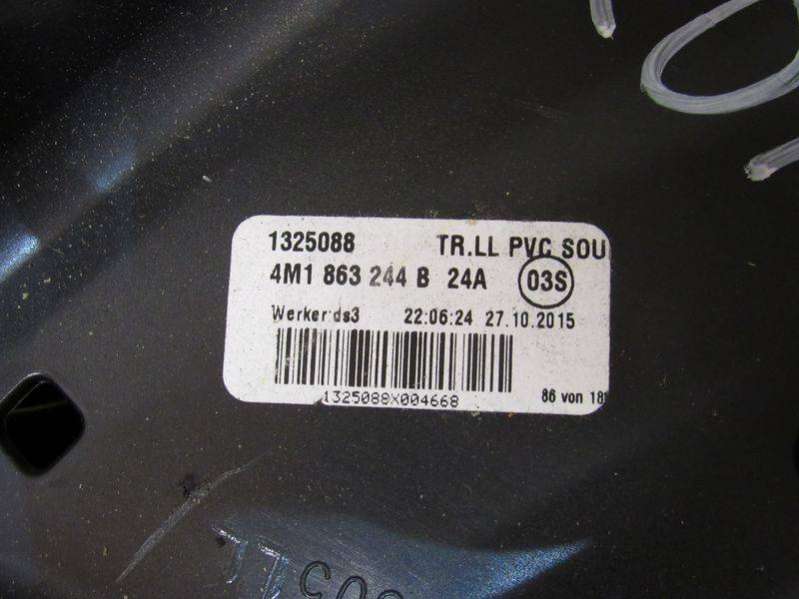 1325088 TR.LL PVC SOU
4M1 863 244 B 24A 03S
Werker:ds3 22:06:24 27.10.2015
1325088X004668 86 von 18